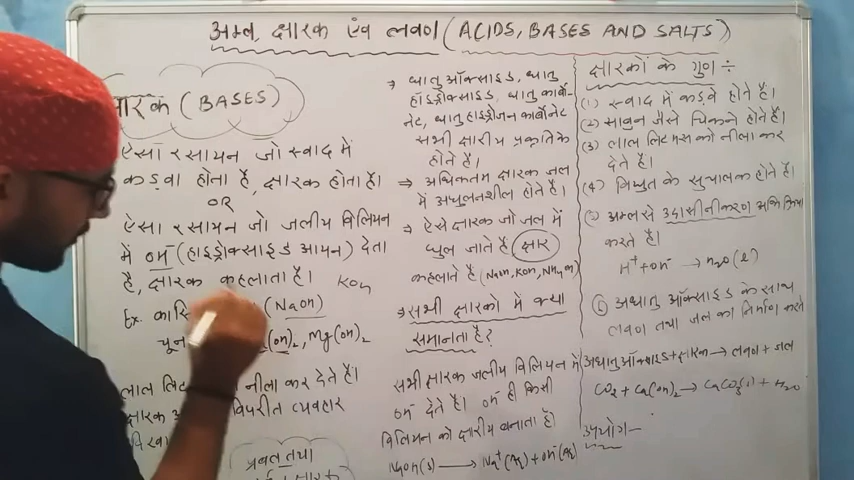 अम्ल, क्षारक एंव लवण (ACIDS, BASES AND SALTS)
(BASES)
ऐसा रसायन जो स्वाद में
कड़वा होता है, क्षारक होता है।
OR
ऐसा रसायन जो जलीय विलियन
में OH⁻ (हाइड्रोक्साइड आयन) देता
है, क्षारक कहलाता है। KOH
Ex. (NaOH)
(OH)₂, Mg(OH)₂
लाल नीला कर देते है।
विपरीत व्यवहार
प्रबल तथा
→ धातु ऑक्साइड, धातु
हॉइड्रोक्साइड, धातु कार्बो-
नेट, धातु हाइड्रोजन कार्बोनेट
सभी क्षारीय प्रकृति के
होते है।
⇒ अधिकतम क्षारक जल
में अघुलनशील होते है।
→ ऐसे क्षारक जो जल में
घुल जाते है, क्षार
कहलाते है (NaOH, KOH, NH₄OH)
→ सभी क्षारको में क्या
समानता है?
सभी क्षारक जलीय विलियन में
OH⁻ देते है। OH⁻ ही किसी
विलियन को क्षारीय बनाता है।
NaOH(s) → Na⁺(Aq) + OH⁻(Aq)
क्षारकों के गुण ÷
(1) स्वाद में कड़वे होते है।
(2) साबुन जैसे चिकने होते है।
(3) लाल लिटमस को नीला कर
देते है।
(4) विधुत के सुचालक होते है।
अम्ल से उदासीनीकरण
करते है।
H⁺ + OH⁻ → H₂O (l)
(6) अधातु ऑक्साइड के साथ
लवण तथा जल का निर्माण करते
अधातु ऑक्साइड + क्षारक → लवण + जल
CO₂ + Ca(OH)₂ → CaCO₃ + H₂O
उपयोग—